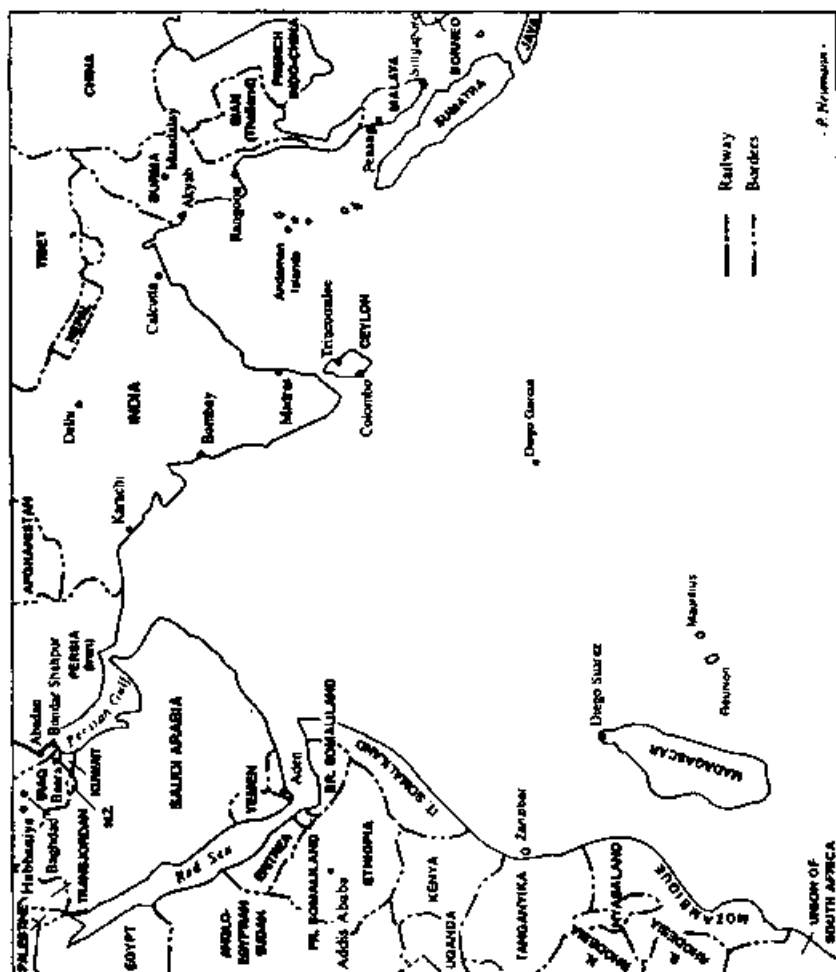 PALESTINE
Habbaniya
Baghdad
TRANSJORDAN
IRAQ
Basra
NZ
KUWAIT
Abadan
Bandar Shahpur
PERSIA
(Iran)
Persian Gulf
AFGHANISTAN
Karachi
Delhi
INDIA
NEPAL
TIBET
CHINA
Calcutta
BURMA
Mandalay
Akyab
Rangoon
SIAM
(Thailand)
FRENCH
INDO-CHINA
Bombay
Madras
Trincomalee
CEYLON
Colombo
Andaman
Islands
Penang
MALAYA
Singapore
BORNEO
SUMATRA
JAVA
EGYPT
Red Sea
SAUDI ARABIA
YEMEN
Aden
ANGLO-
EGYPTIAN
SUDAN
ERITREA
FR. SOMALILAND
BR. SOMALILAND
Addis Ababa
ETHIOPIA
IT. SOMALILAND
UGANDA
KENYA
TANGANYIKA
Zanzibar
Diego Garcia
N.
RHODESIA
S.
RHODESIA
NYASALAND
MOZAMBIQUE
UNION OF
SOUTH AFRICA
Diego Suarez
MADAGASCAR
Mauritius
Reunion
Railway
Borders